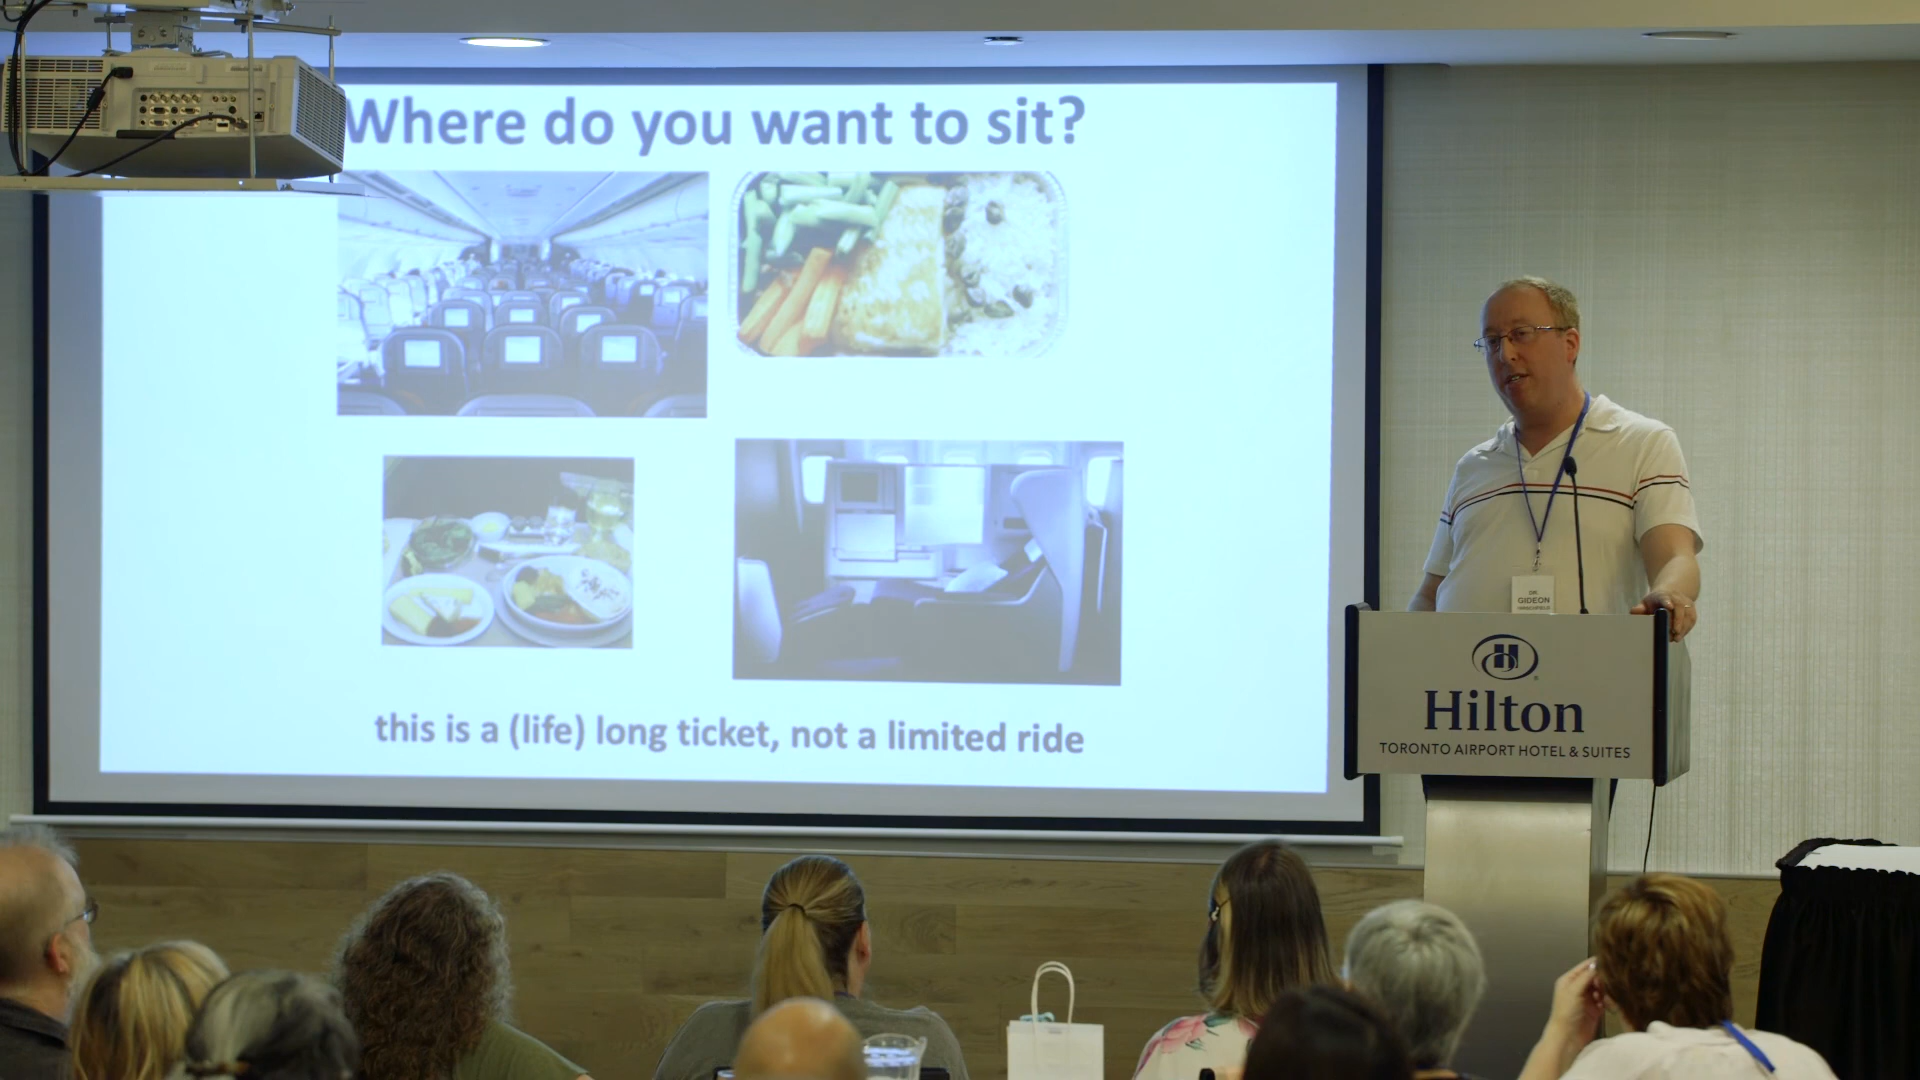 Where do you want to sit?
this is a (life) long ticket, not a limited ride
DR.
GIDEON
HIRSCHFIELD
Hilton
TORONTO AIRPORT HOTEL & SUITES